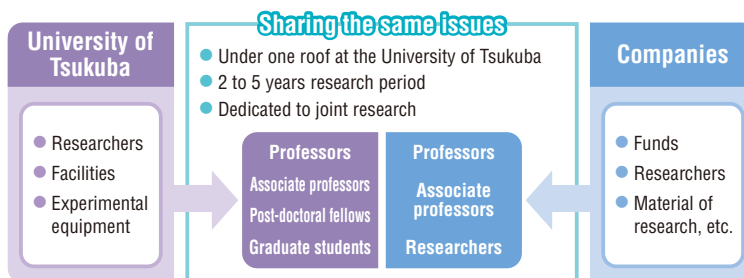 University of
Tsukuba
Researchers
Facilities
Experimental
equipment
Sharing the same issues
Under one roof at the University of Tsukuba
2 to 5 years research period
Dedicated to joint research
Professors
Associate professors
Post-doctoral fellows
Graduate students
Professors
Associate
professors
Researchers
Companies
Funds
Researchers
Material of
research, etc.